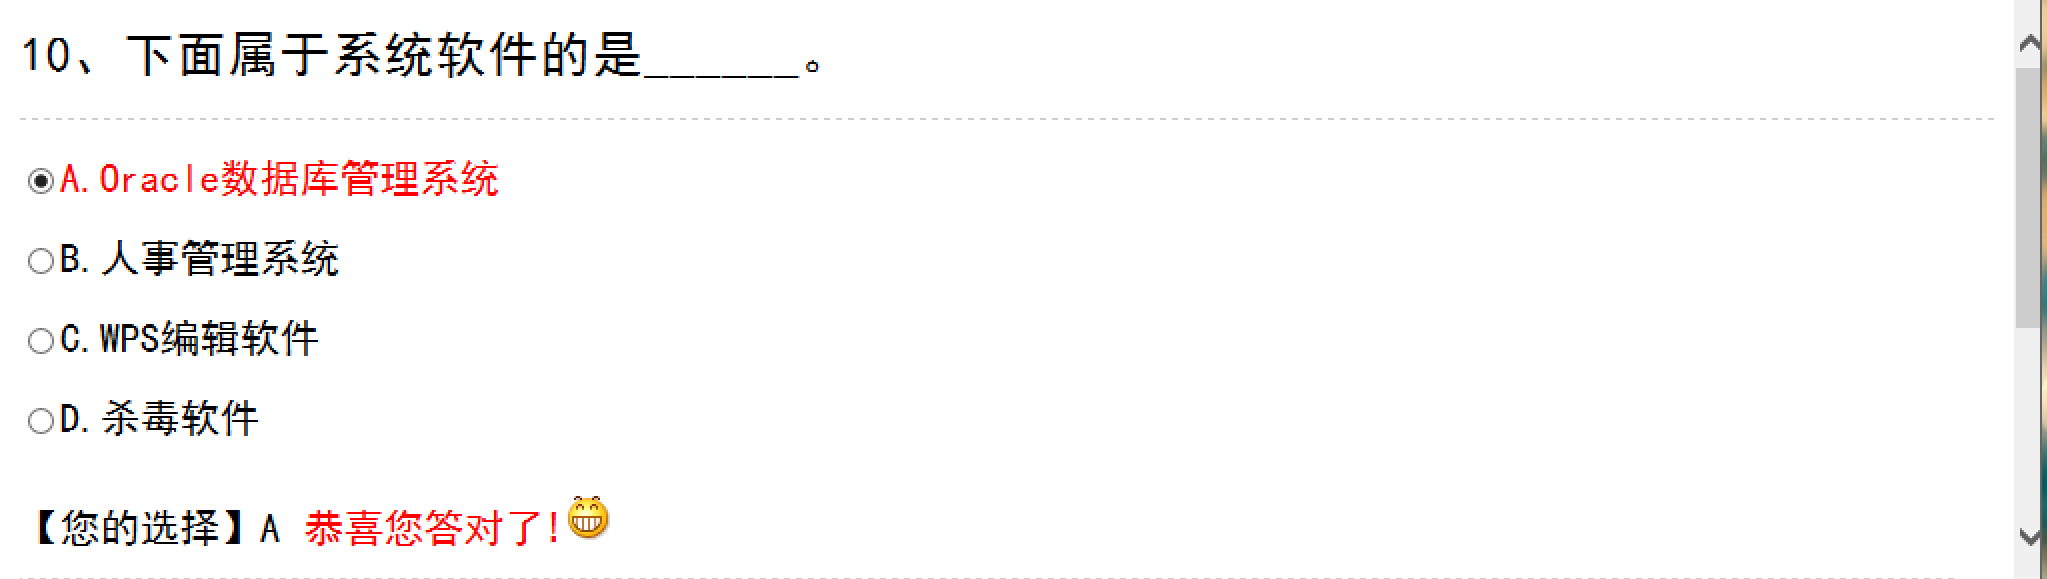 10、下面属于系统软件的是______。
A.Oracle数据库管理系统
B.人事管理系统
C.WPS编辑软件
D.杀毒软件
【您的选择】A 恭喜您答对了!